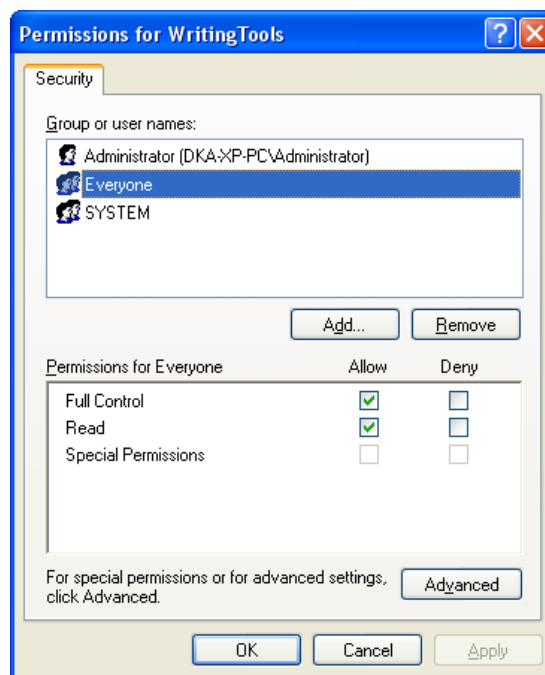 Permissions for WritingTools
Security
Group or user names:
Administrator (DKA-XP-PC\Administrator)
Everyone
SYSTEM
Add... Remove
Permissions for Everyone Allow Deny
Full Control
Read
Special Permissions
For special permissions or for advanced settings,
click Advanced.
Advanced
OK Cancel Apply